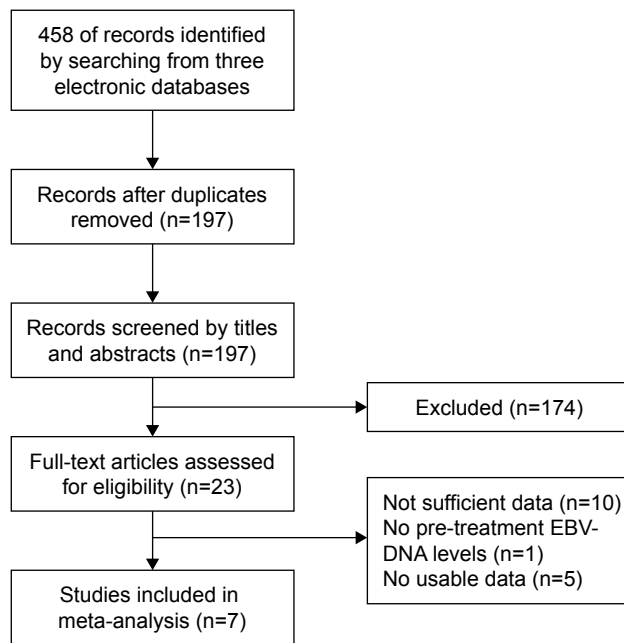 458 of records identified
by searching from three
electronic databases
Records after duplicates
removed (n=197)
Records screened by titles
and abstracts (n=197)
Excluded (n=174)
Full-text articles assessed
for eligibility (n=23)
Not sufficient data (n=10)
No pre-treatment EBV-
DNA levels (n=1)
No usable data (n=5)
Studies included in
meta-analysis (n=7)